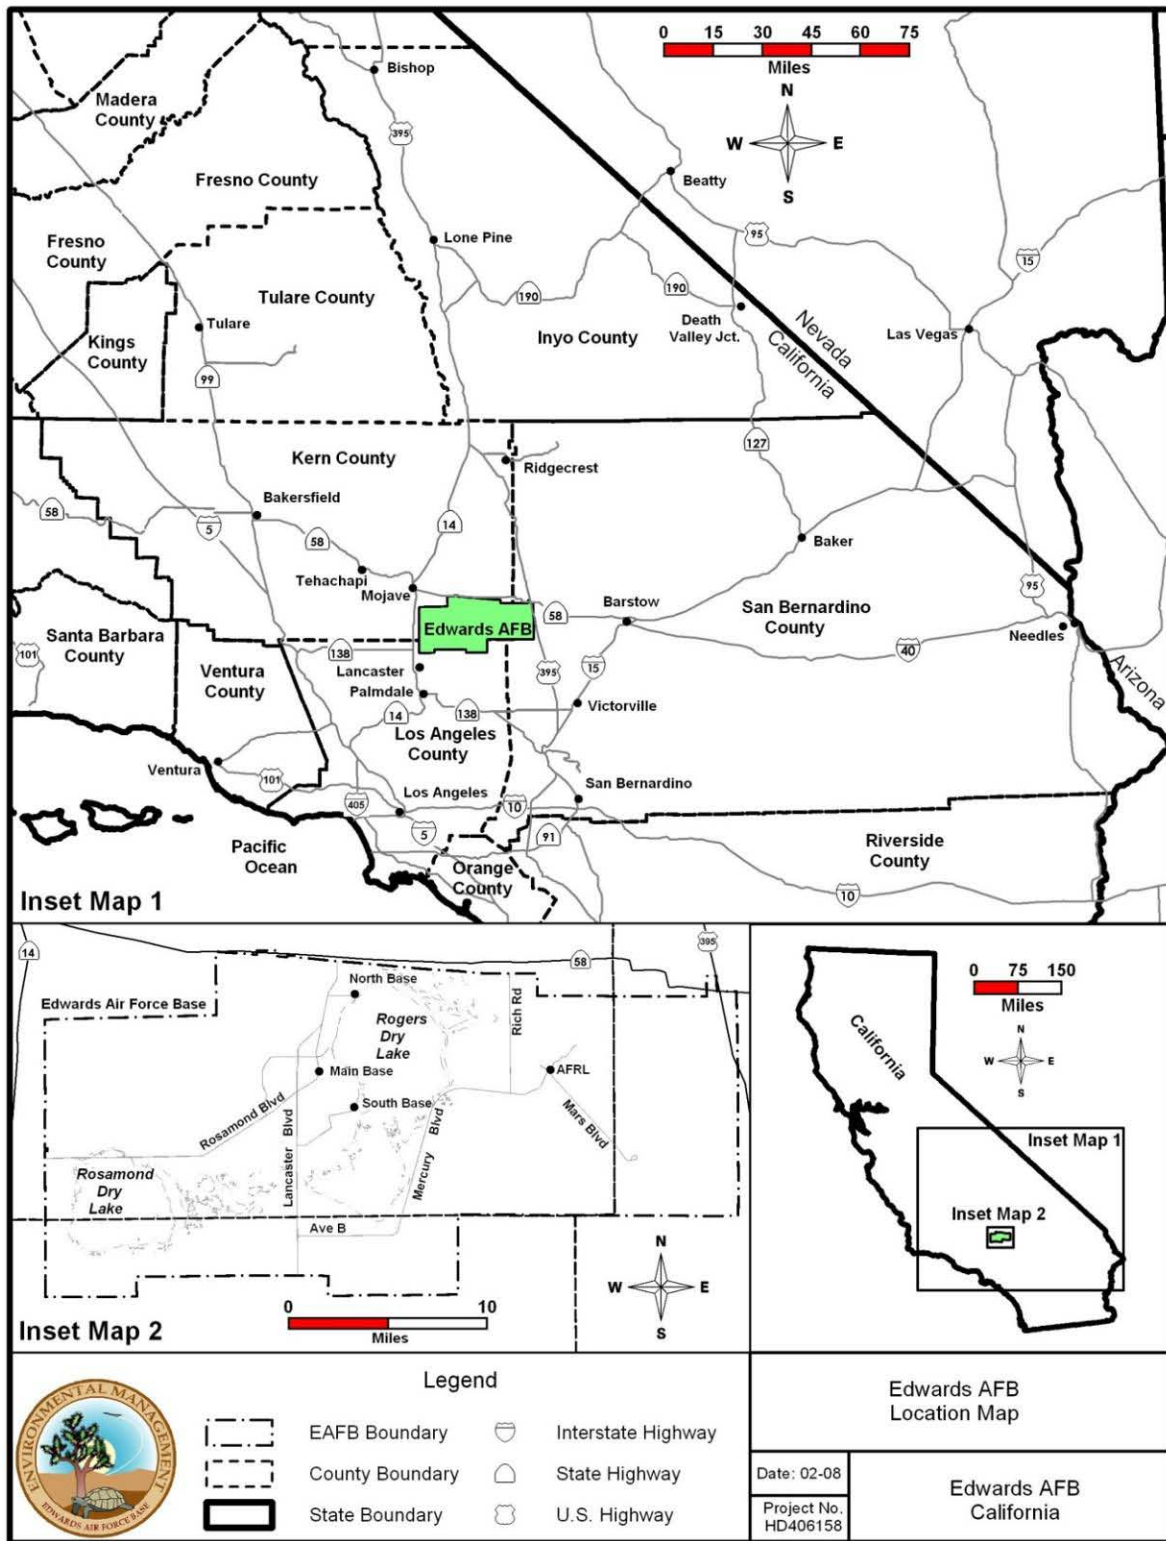 0 15 30 45 60 75
Miles
N
W E
S
Bishop
Madera
County
395
Fresno County
Beatty
Fresno
County
Lone Pine
95
15
Tulare County
190
190
Tulare
Kings
County
Inyo County
Death
Valley Jct.
Nevada
California
Las Vegas
99
127
Kern County
Ridgecrest
Bakersfield
58
5
58
14
Baker
Tehachapi
Mojave
95
Edwards AFB
58
Barstow
San Bernardino
County
Needles
Santa Barbara
County
101
138
Lancaster
Palmdale
395
15
40
Arizona
Ventura
County
14
138
Victorville
Los Angeles
County
Ventura
101
San Bernardino
405
Los Angeles
10
5
91
Pacific
Ocean
Orange
County
Riverside
County
10
Inset Map 1
14
58
395
Edwards Air Force Base
North Base
Rogers
Dry
Lake
Rich Rd
Main Base
AFRL
South Base
Rosamond Blvd
Lancaster Blvd
Mercury Blvd
Mars Blvd
Rosamond
Dry
Lake
Ave B
N
W E
S
0 10
Miles
Inset Map 2
0 75 150
Miles
N
W E
S
California
Inset Map 1
Inset Map 2
Legend
EAFB Boundary
Interstate Highway
County Boundary
State Highway
State Boundary
U.S. Highway
ENVIRONMENTAL MANAGEMENT
EDWARDS AIR FORCE BASE
Edwards AFB
Location Map
Date: 02-08
Project No.
HD406158
Edwards AFB
California